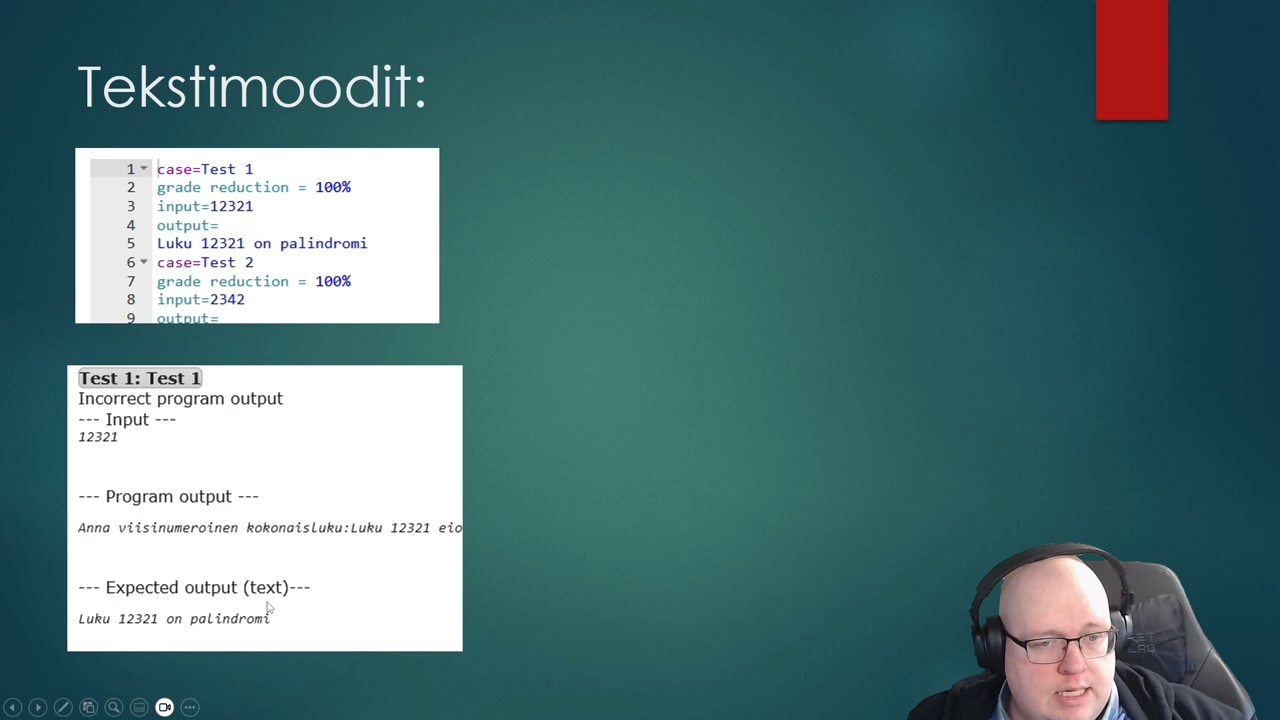 Tekstimoodit:
1 case=Test 1
2 grade reduction = 100%
3 input=12321
4 output=
5 Luku 12321 on palindromi
6 case=Test 2
7 grade reduction = 100%
8 input=2342
9 output=
Test 1: Test 1
Incorrect program output
--- Input ---
12321
--- Program output ---
Anna viisinumeroinen kokonaisluku:Luku 12321 eio
--- Expected output (text)---
Luku 12321 on palindromi